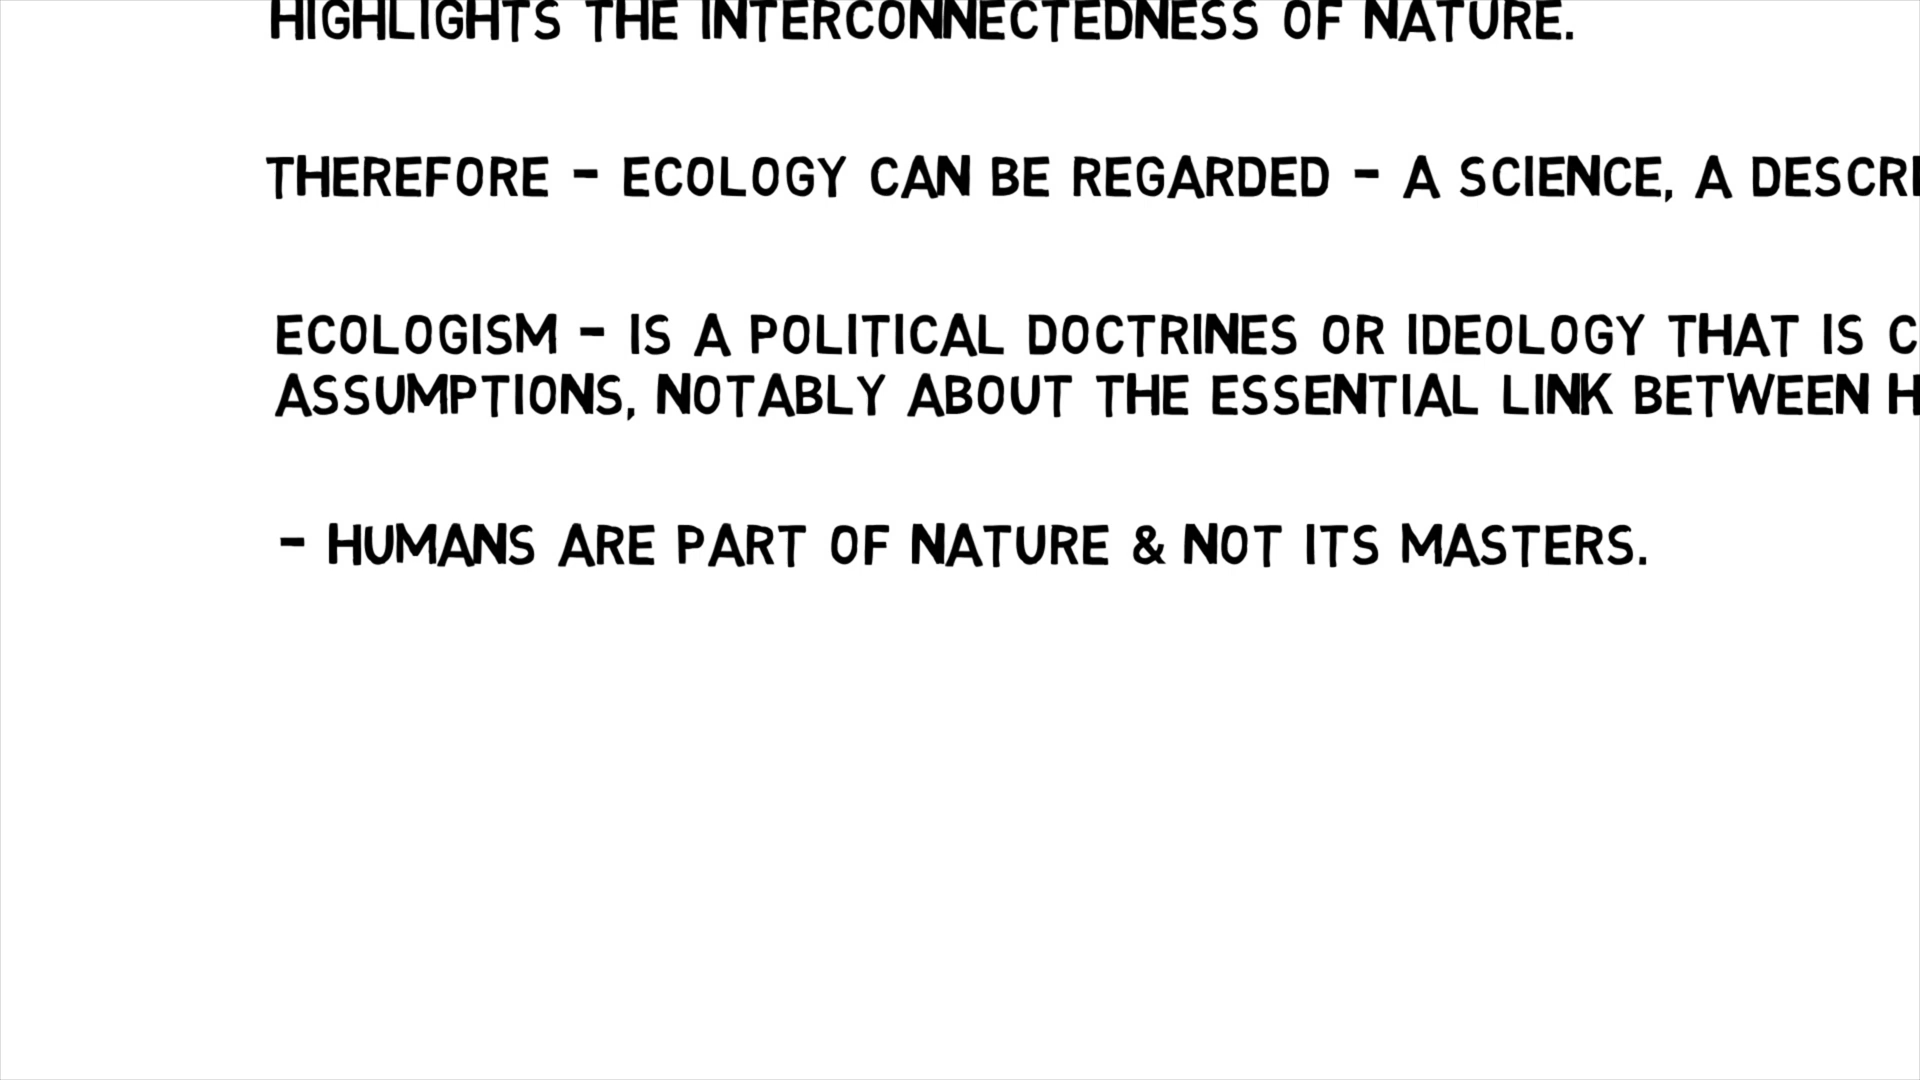 HIGHLIGHTS THE INTERCONNECTEDNESS OF NATURE.
THEREFORE - ECOLOGY CAN BE REGARDED - A SCIENCE, A
ECOLOGISM - IS A POLITICAL DOCTRINES OR IDEOLOGY THAT IS
ASSUMPTIONS, NOTABLY ABOUT THE ESSENTIAL LINK BETWEEN
- HUMANS ARE PART OF NATURE & NOT ITS MASTERS.